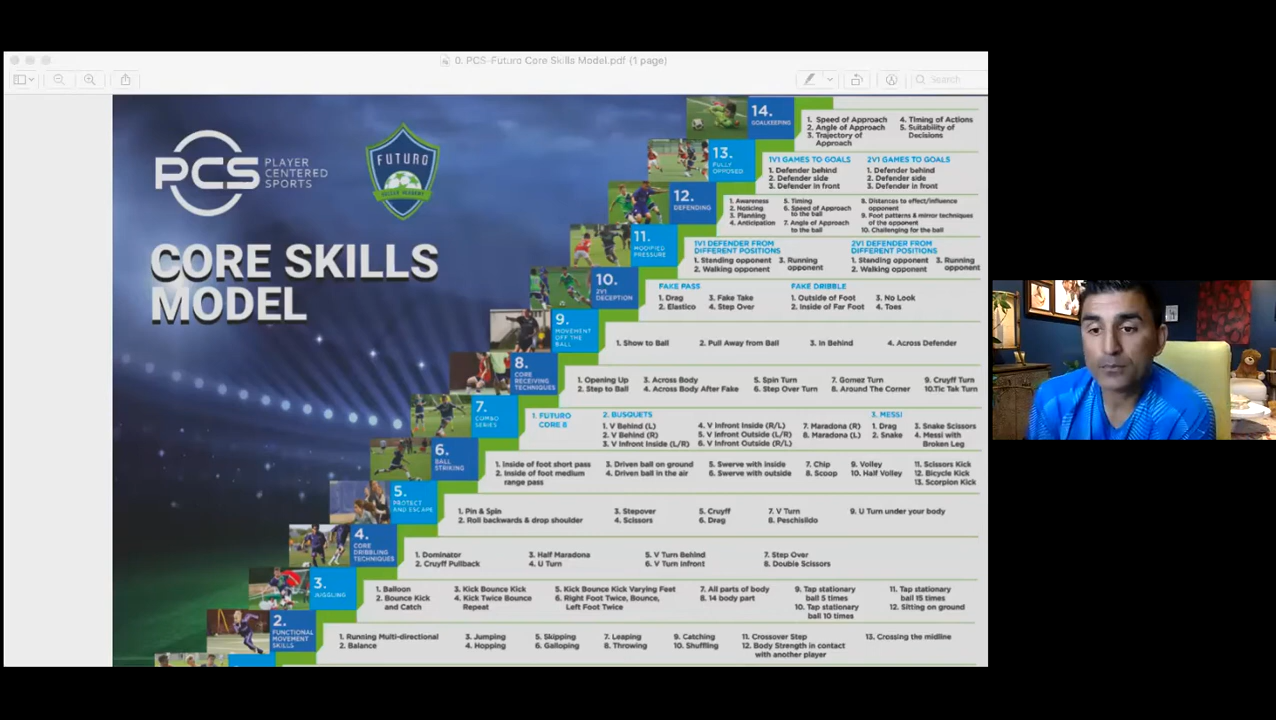 0. PCS-Futura Core Skills Model.pdf (1 page)
Search
PCS
PLAYER
CENTERED
SPORTS
FUTURO
SOCCER ACADEMY
CORE SKILLS
MODEL
14.
GOALKEEPING
1. Speed of Approach
2. Angle of Approach
3. Trajectory of
Approach
4. Timing of Actions
5. Suitability of
Decisions
13.
FULLY
OPPOSED
1V1 GAMES TO GOALS
1. Defender behind
2. Defender side
3. Defender in front
2V1 GAMES TO GOALS
1. Defender behind
2. Defender side
3. Defender in front
12.
DEFENDING
1. Awareness
2. Noticing
3. Planning
4. Anticipation
5. Timing
6. Speed of Approach
to the ball
7. Angle of Approach
to the ball
8. Distances to effect/influence
opponent
9. Foot patterns & mirror techniques
of the opponent
10. Challenging for the ball
11.
MODIFIED
PRESSURE
1V1 DEFENDER FROM
DIFFERENT POSITIONS
1. Standing opponent
2. Walking opponent
3. Running
opponent
2V1 DEFENDER FROM
DIFFERENT POSITIONS
1. Standing opponent
2. Walking opponent
3. Running
opponent
10.
2V1
DECEPTION
FAKE PASS
1. Drag
2. Elastico
3. Fake Take
4. Step Over
FAKE DRIBBLE
1. Outside of Foot
2. Inside of Far Foot
3. No Look
4. Toes
9.
MOVEMENT
OFF THE
BALL
1. Show to Ball
2. Pull Away from Ball
3. In Behind
4. Across Defender
8.
CORE
RECEIVING
TECHNIQUES
1. Opening Up
2. Step to Ball
3. Across Body
4. Across Body After Fake
5. Spin Turn
6. Step Over Turn
7. Gomez Turn
8. Around The Corner
9. Cruyff Turn
10.Tic Tak Turn
7.
COMBO
SERIES
1. FUTURO
CORE 8
2. BUSQUETS
1. V Behind (L)
2. V Behind (R)
3. V Infront Inside (L/R)
4. V Infront Inside (R/L)
5. V Infront Outside (L/R)
6. V Infront Outside (R/L)
7. Maradona (R)
8. Maradona (L)
3. MESSI
1. Drag
2. Snake
3. Snake Scissors
4. Messi with
Broken Leg
6.
BALL
STRIKING
1. Inside of foot short pass
2. Inside of foot medium
range pass
3. Driven ball on ground
4. Driven ball in the air
5. Swerve with inside
6. Swerve with outside
7. Chip
8. Scoop
9. Volley
10. Half Volley
11. Scissors Kick
12. Bicycle Kick
13. Scorpion Kick
5.
PROTECT
AND ESCAPE
1. Pin & Spin
2. Roll backwards & drop shoulder
3. Stepover
4. Scissors
5. Cruyff
6. Drag
7. V Turn
8. Peschisildo
9. U Turn under your body
4.
CORE
DRIBBLING
TECHNIQUES
1. Dominator
2. Cruyff Pullback
3. Half Maradona
4. U Turn
5. V Turn Behind
6. V Turn Infront
7. Step Over
8. Double Scissors
3.
JUGGLING
1. Balloon
2. Bounce Kick
and Catch
3. Kick Bounce Kick
4. Kick Twice Bounce
Repeat
5. Kick Bounce Kick Varying Feet
6. Right Foot Twice, Bounce,
Left Foot Twice
7. All parts of body
8. 14 body part
9. Tap stationary
ball 5 times
10. Tap stationary
ball 10 times
11. Tap stationary
ball 15 times
12. Sitting on ground
2.
FUNCTIONAL
MOVEMENT
SKILLS
1. Running Multi-directional
2. Balance
3. Jumping
4. Hopping
5. Skipping
6. Galloping
7. Leaping
8. Throwing
9. Catching
10. Shuffling
11. Crossover Step
12. Body Strength in contact
with another player
13. Crossing the midline